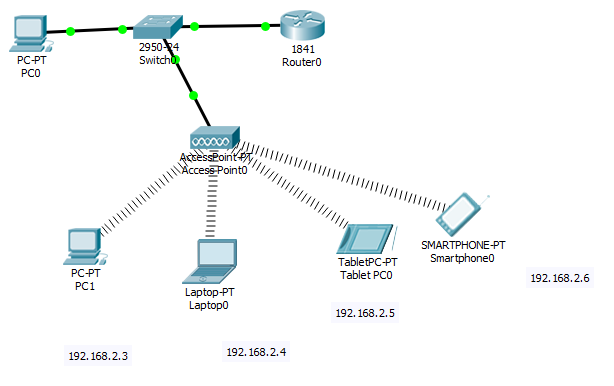 PC-PT
PC0
2950-24
Switch0
1841
Router0
AccessPoint-PT
Access Point0
PC-PT
PC1
Laptop-PT
Laptop0
TabletPC-PT
Tablet PC0
SMARTPHONE-PT
Smartphone0
192.168.2.3
192.168.2.4
192.168.2.5
192.168.2.6